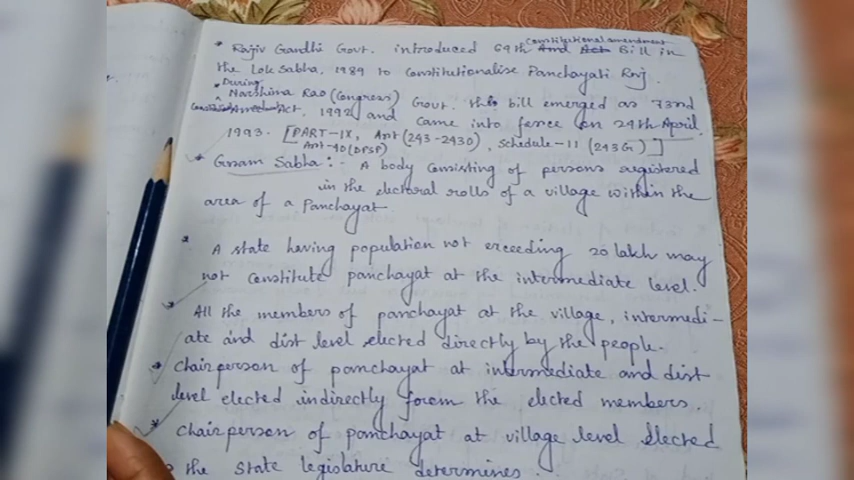 constitutional amendment
* Rajiv Gandhi Govt. introduced 64th Amd Act Bill in
the Lok Sabha, 1989 to Constitutionalise Panchayati Raj.
During
* Narshima Rao (Congress) Govt. this bill emerged as 73rd
Act, 1992 and came into force on 24th April,
1993. [PART-IX, Art (243-243O), Schedule-11 (243G)]
Art-40 (DPSP)
* Gram Sabha :- A body consisting of persons registered
in the electoral rolls of a village within the
area of a Panchayat
* A state having population not exceeding 20 lakh may
not constitute panchayat at the intermediate level.
* All the members of panchayat at the village, intermedi-
ate and dist level elected directly by the people.
* Chairperson of panchayat at intermediate and dist
level elected indirectly from the elected members.
* Chairperson of panchayat at village level elected
the state legislature determines.